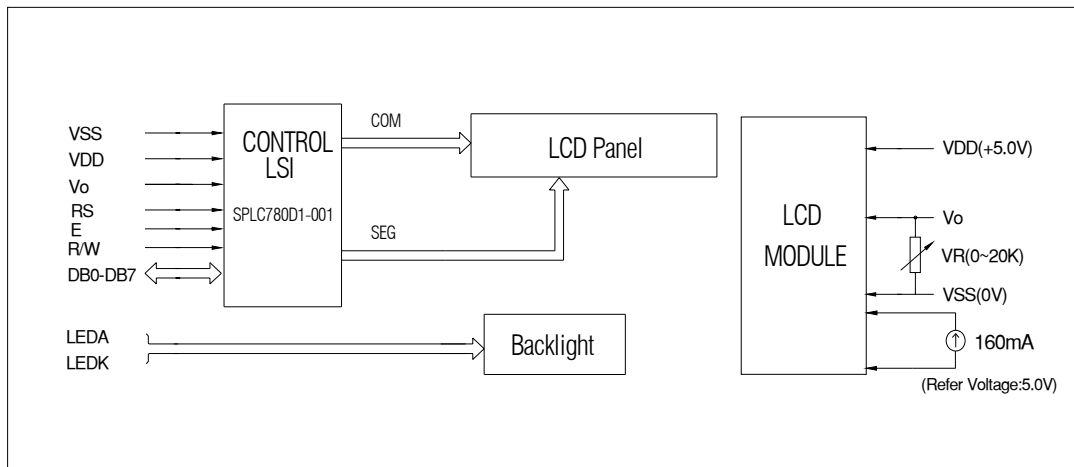 VSS
VDD
Vo
RS
E
R/W
DB0-DB7
CONTROL
LSI
SPLC780D1-001
COM
SEG
LCD Panel
LEDA
LEDK
Backlight
LCD
MODULE
VDD(+5.0V)
Vo
VR(0~20K)
VSS(0V)
160mA
(Refer Voltage:5.0V)